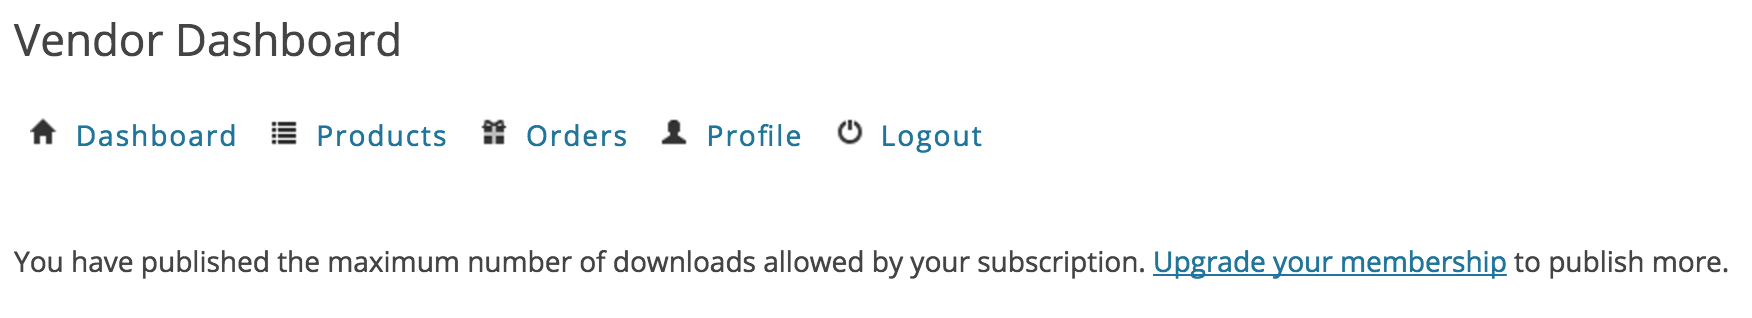 Vendor Dashboard
Dashboard Products Orders Profile Logout
You have published the maximum number of downloads allowed by your subscription. Upgrade your membership to publish more.